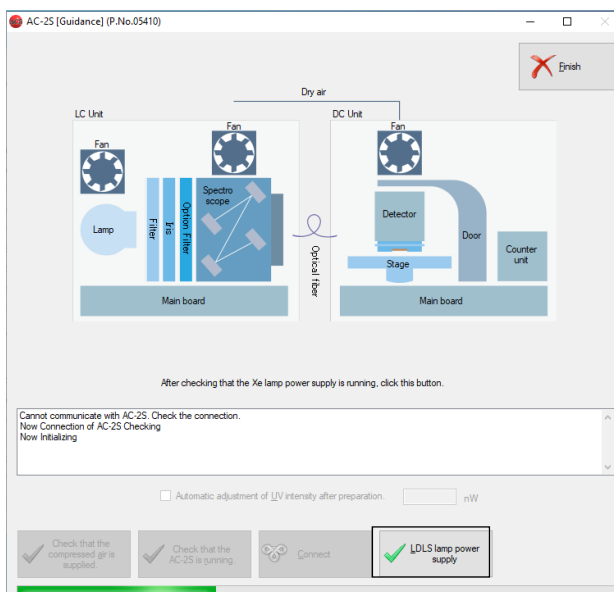 AC-2S [Guidance] (P.No.05410)
Finish
Dry air
LC Unit
DC Unit
Fan
Fan
Fan
Lamp
Filter
Iris
Option Filter
Spectro
scope
Optical fiber
Detector
Stage
Door
Counter
unit
Main board
Main board
After checking that the Xe lamp power supply is running, click this button.
Cannot communicate with AC-2S. Check the connection.
Now Connection of AC-2S Checking
Now Initializing
Automatic adjustment of UV intensity after preparation.
nW
Check that the
compressed air is
supplied.
Check that the
AC-2S is running.
Connect
LDLS lamp power
supply